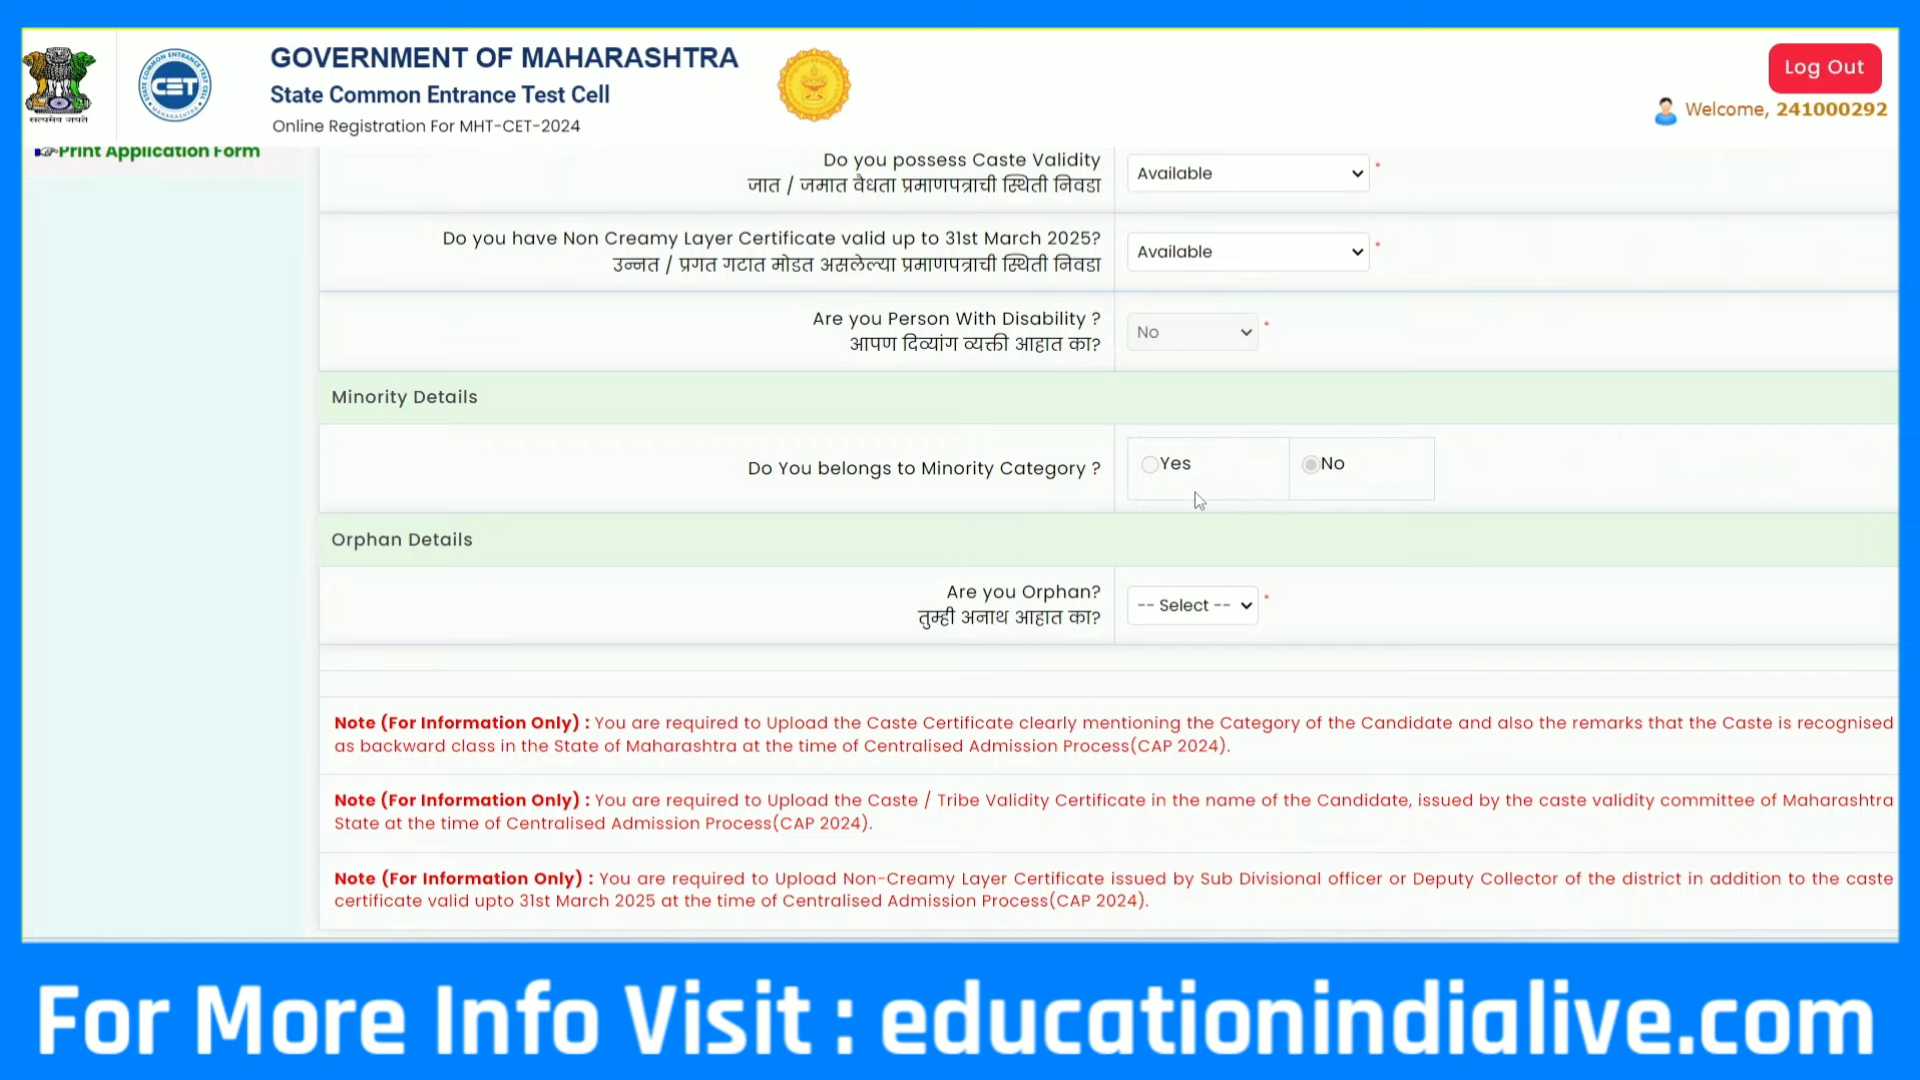 GOVERNMENT OF MAHARASHTRA
State Common Entrance Test Cell
Online Registration For MHT-CET-2024
सत्यमेव जयते
STATE COMMON ENTRANCE TEST CELL
CET
MAHARASHTRA
Log Out
Welcome, 241000292
Print Application Form
Do you possess Caste Validity
जात / जमात वैधता प्रमाणपत्राची स्थिती निवडा
Available
*
Do you have Non Creamy Layer Certificate valid up to 31st March 2025?
उन्नत / प्रगत गटात मोडत असलेल्या प्रमाणपत्राची स्थिती निवडा
Available
*
Are you Person With Disability ?
आपण दिव्यांग व्यक्ती आहात का?
No
*
Minority Details
Do You belongs to Minority Category ?
Yes
No
Orphan Details
Are you Orphan?
तुम्ही अनाथ आहात का?
-- Select --
*
Note (For Information Only) : You are required to Upload the Caste Certificate clearly mentioning the Category of the Candidate and also the remarks that the Caste is recognised
as backward class in the State of Maharashtra at the time of Centralised Admission Process(CAP 2024).
Note (For Information Only) : You are required to Upload the Caste / Tribe Validity Certificate in the name of the Candidate, issued by the caste validity committee of Maharashtra
State at the time of Centralised Admission Process(CAP 2024).
Note (For Information Only) : You are required to Upload Non-Creamy Layer Certificate issued by Sub Divisional officer or Deputy Collector of the district in addition to the caste
certificate valid upto 31st March 2025 at the time of Centralised Admission Process(CAP 2024).
For More Info Visit : educationindialive.com